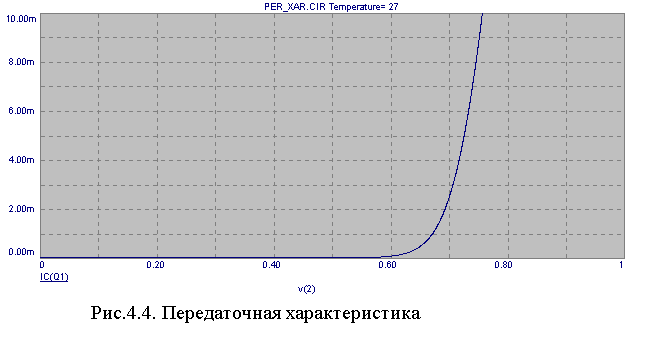 PER_XAR.CIR Temperature= 27
10.00m
8.00m
6.00m
4.00m
2.00m
0.00m
0 0.20 0.40 0.60 0.80 1
IC(Q1)
v(2)
Рис.4.4. Передаточная характеристика